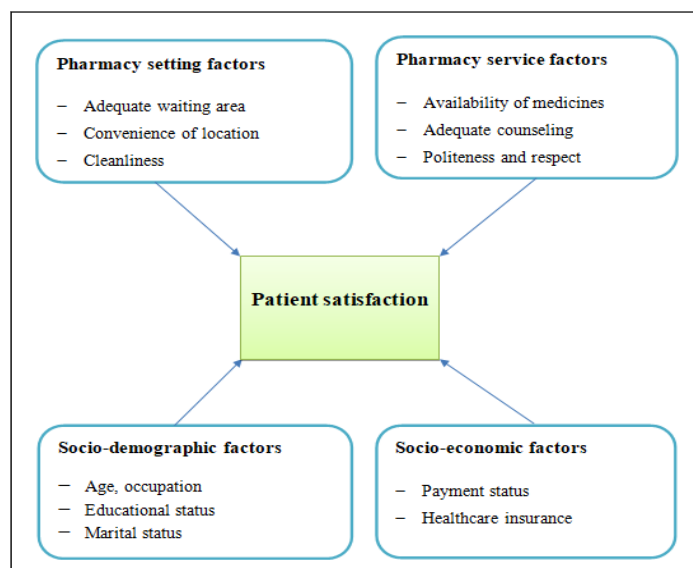 Pharmacy setting factors
– Adequate waiting area
– Convenience of location
– Cleanliness
Pharmacy service factors
– Availability of medicines
– Adequate counseling
– Politeness and respect
Patient satisfaction
Socio-demographic factors
– Age, occupation
– Educational status
– Marital status
Socio-economic factors
– Payment status
– Healthcare insurance